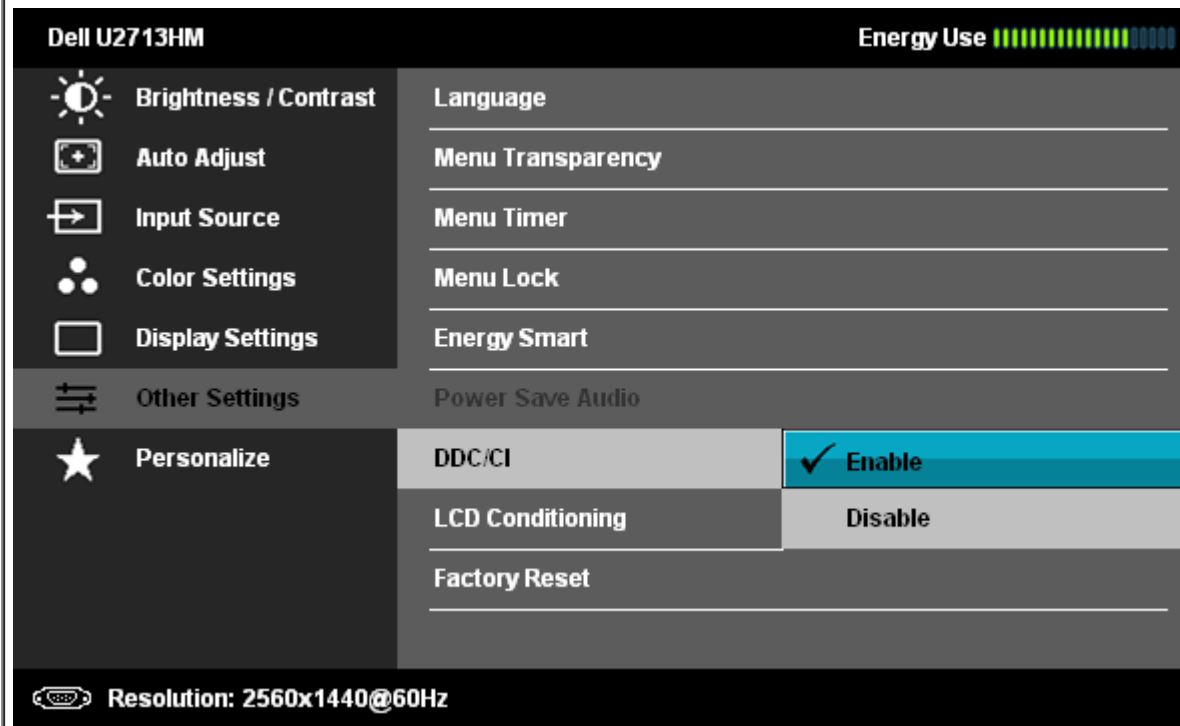 Dell U2713HM Energy Use
Brightness / Contrast Language
Auto Adjust Menu Transparency
Input Source Menu Timer
Color Settings Menu Lock
Display Settings Energy Smart
Other Settings Power Save Audio
Personalize DDC/CI Enable
LCD Conditioning Disable
Factory Reset
Resolution: 2560x1440@60Hz